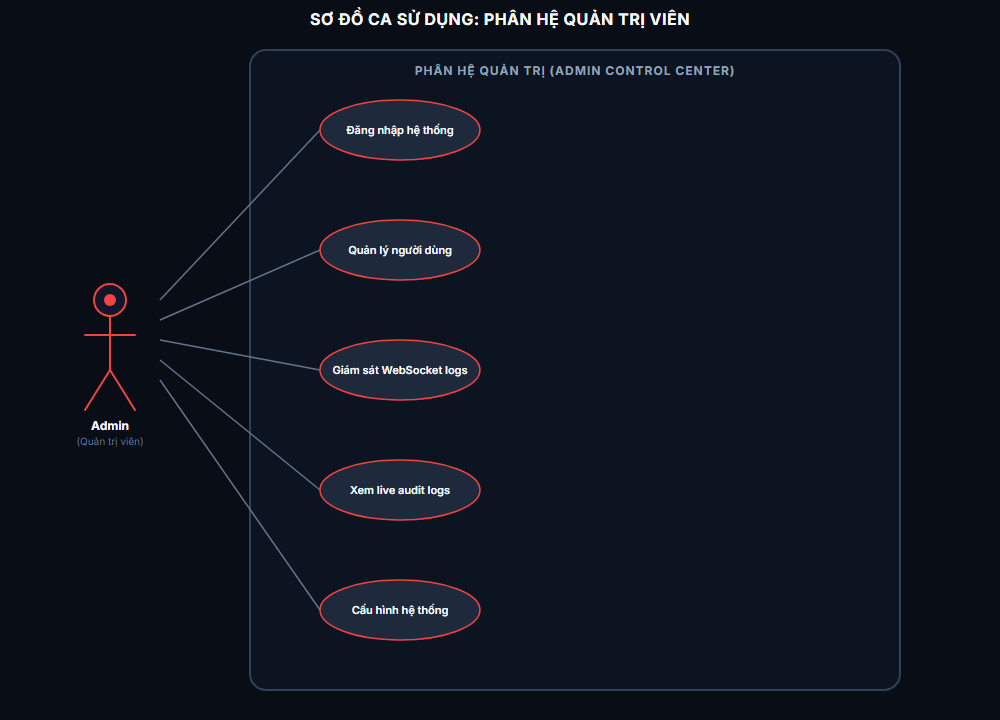 SƠ ĐỒ CA SỬ DỤNG: PHÂN HỆ QUẢN TRỊ VIÊN
PHÂN HỆ QUẢN TRỊ (ADMIN CONTROL CENTER)
Đăng nhập hệ thống
Quản lý người dùng
Giám sát WebSocket logs
Admin
(Quản trị viên)
Xem live audit logs
Cấu hình hệ thống